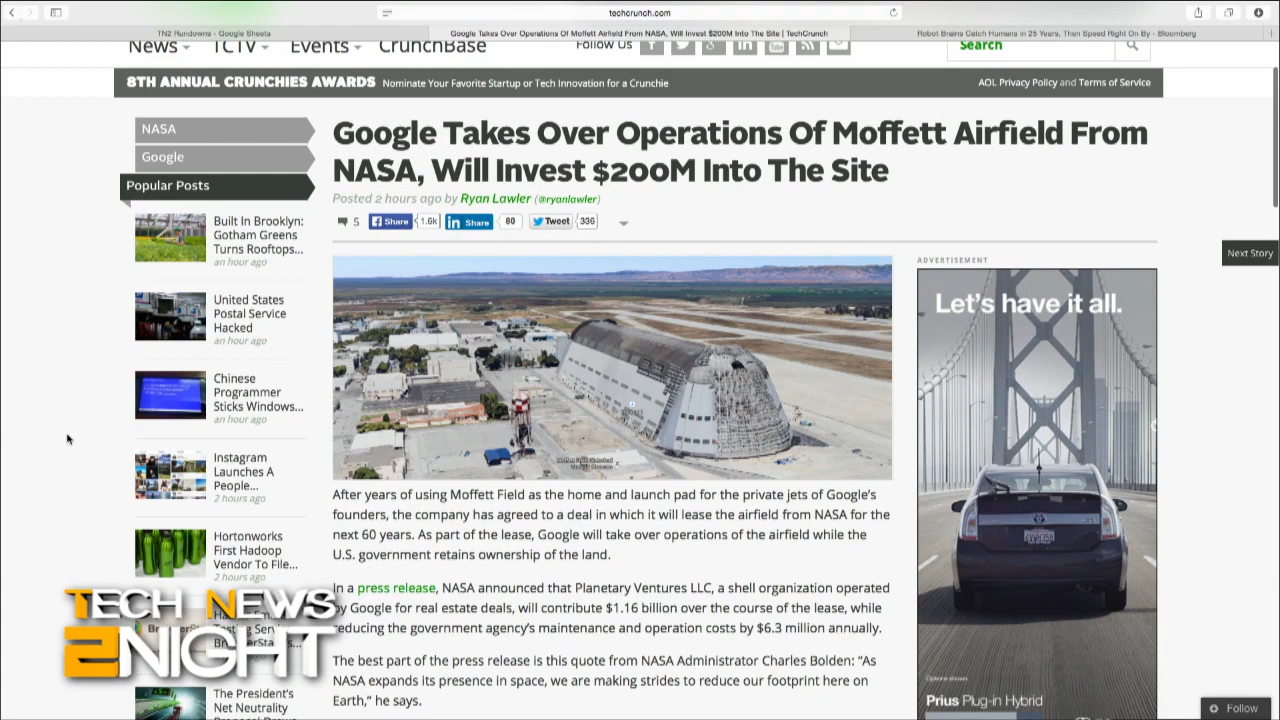 techcrunch.com
TN2 Rundowns - Google Sheets
Google Takes Over Operations Of Moffett Airfield From NASA, Will Invest $200M Into The Site | TechCrunch
Robot Brains Catch Humans in 25 Years, Then Speed Right On By - Bloomberg
News
TCTV
Events
CrunchBase
Follow Us
Search
8TH ANNUAL CRUNCHIES AWARDS Nominate Your Favorite Startup or Tech Innovation for a Crunchie
AOL Privacy Policy and Terms of Service
NASA
Google
Popular Posts
Built In Brooklyn:
Gotham Greens
Turns Rooftops...
an hour ago
United States
Postal Service
Hacked
an hour ago
Chinese
Programmer
Sticks Windows...
an hour ago
Instagram
Launches A
People...
2 hours ago
Hortonworks
First Hadoop
Vendor To File...
2 hours ago
The President's
Net Neutrality
Google Takes Over Operations Of Moffett Airfield From
NASA, Will Invest $200M Into The Site
Posted 2 hours ago by Ryan Lawler (@ryanlawler)
5 Share 1.6k Share 80 Tweet 336
After years of using Moffett Field as the home and launch pad for the private jets of Google's
founders, the company has agreed to a deal in which it will lease the airfield from NASA for the
next 60 years. As part of the lease, Google will take over operations of the airfield while the
U.S. government retains ownership of the land.
In a press release, NASA announced that Planetary Ventures LLC, a shell organization operated
by Google for real estate deals, will contribute $1.16 billion over the course of the lease, while
reducing the government agency's maintenance and operation costs by $6.3 million annually.
The best part of the press release is this quote from NASA Administrator Charles Bolden: "As
NASA expands its presence in space, we are making strides to reduce our footprint here on
Earth," he says.
ADVERTISEMENT
Let's have it all.
Options shown
Prius Plug-in Hybrid
Next Story
Follow
TECH NEWS
2NIGHT